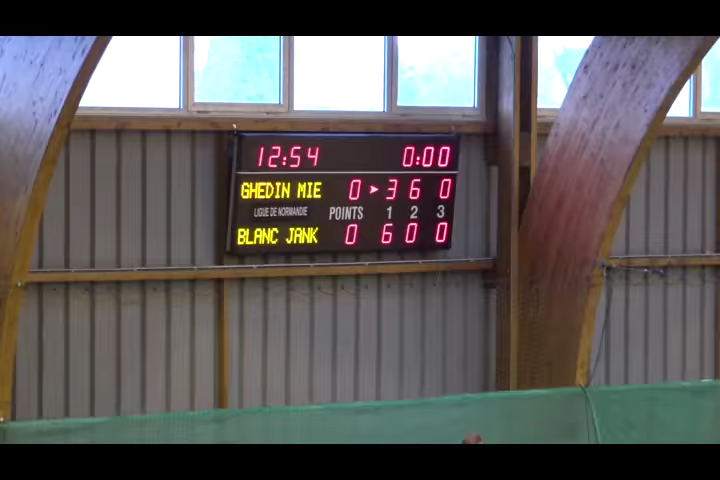 12:54 0:00
GHEDIN MIE 0 ➤ 3 6 0
LIGUE DE NORMANDIE POINTS 1 2 3
BLANC JANK 0 6 0 0